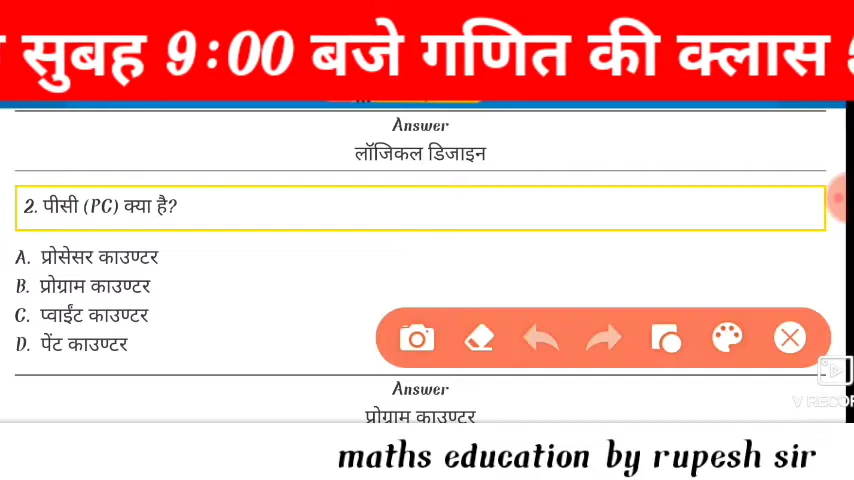 सुबह 9:00 बजे गणित की क्लास
Answer
लॉजिकल डिजाइन
2. पीसी (PC) क्या है?
A. प्रोसेसर काउण्टर
B. प्रोग्राम काउण्टर
C. प्वाईंट काउण्टर
D. पेंट काउण्टर
V RECOR
Answer
प्रोग्राम काउण्टर
maths education by rupesh sir